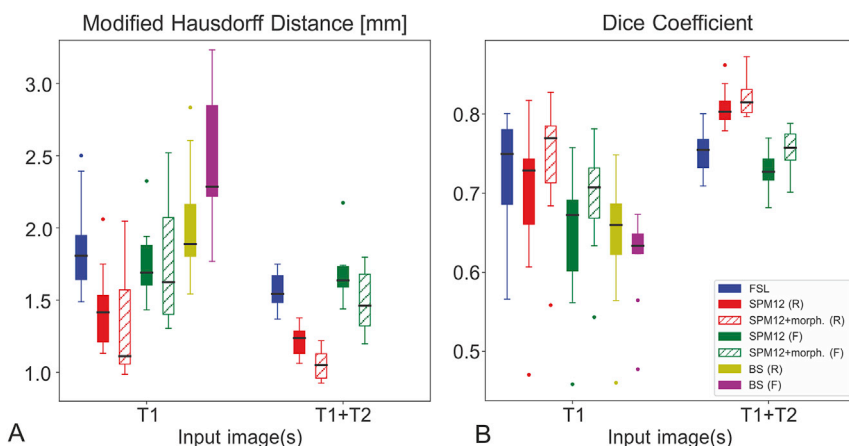 Modified Hausdorff Distance [mm]
3.0
2.5
2.0
1.5
1.0
T1
T1+T2
Input image(s)
A
Dice Coefficient
0.8
0.7
0.6
0.5
T1
T1+T2
Input image(s)
B
FSL
SPM12 (R)
SPM12+morph. (R)
SPM12 (F)
SPM12+morph. (F)
BS (R)
BS (F)